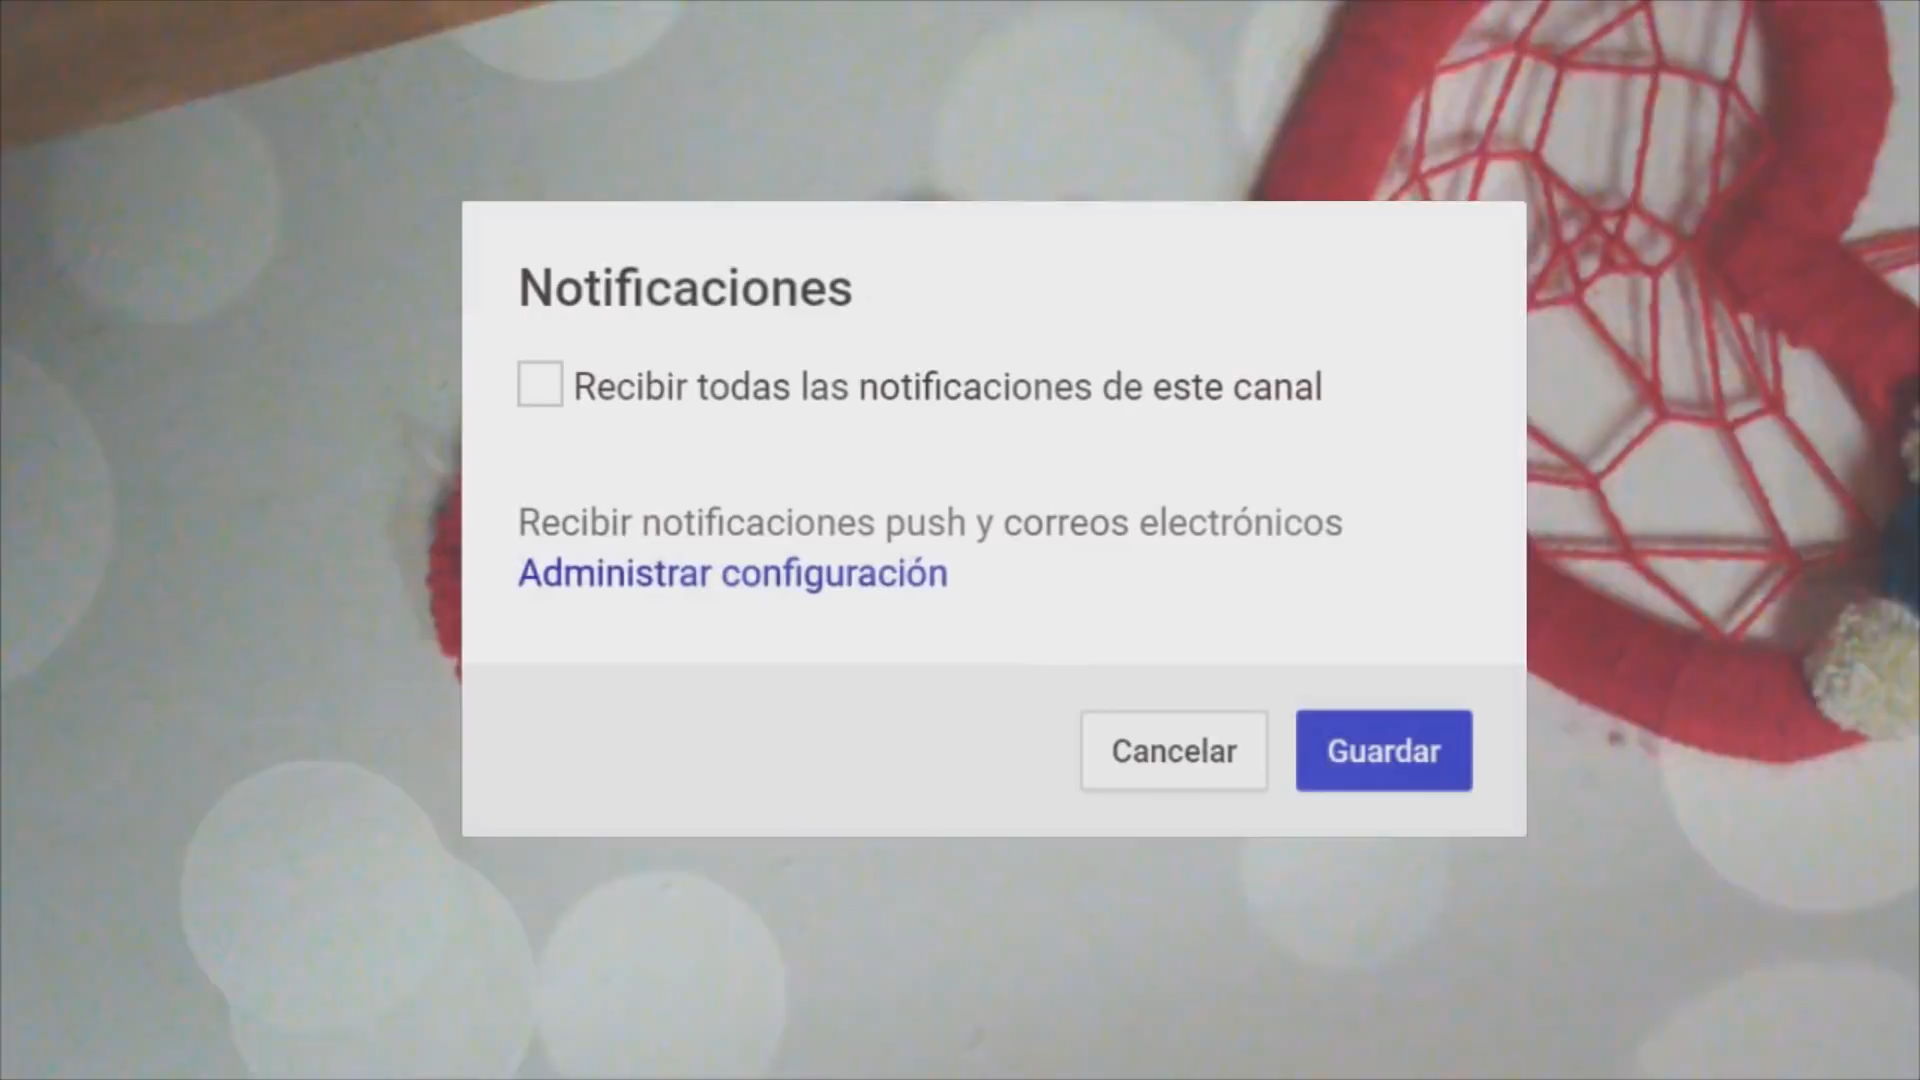 Notificaciones
Recibir todas las notificaciones de este canal
Recibir notificaciones push y correos electrónicos
Administrar configuración
Cancelar
Guardar